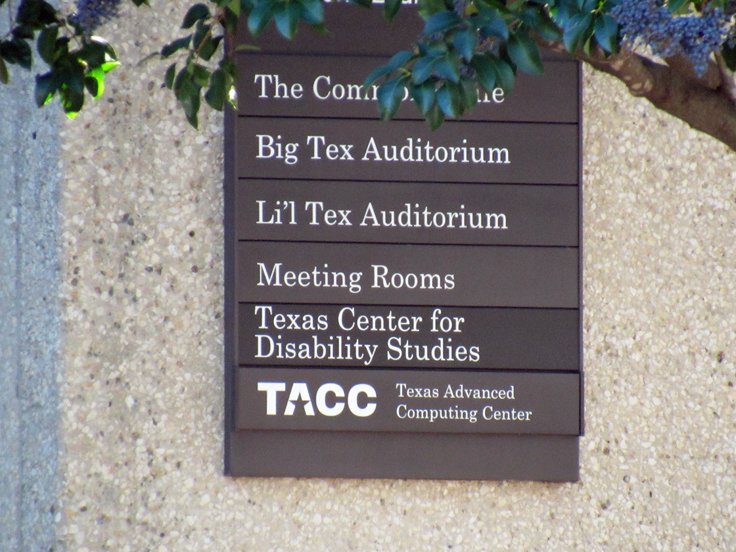 The
Big Tex Auditorium
Li'l Tex Auditorium
Meeting Rooms
Texas Center for
Disability Studies
TACC
Texas Advanced
Computing Center